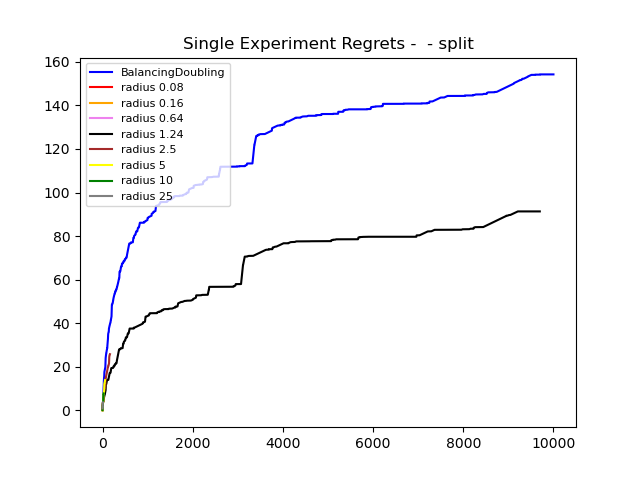 Single Experiment Regrets -  - split
160
140
120
100
80
60
40
20
0
BalancingDoubling
radius 0.08
radius 0.16
radius 0.64
radius 1.24
radius 2.5
radius 5
radius 10
radius 25
0 2000 4000 6000 8000 10000